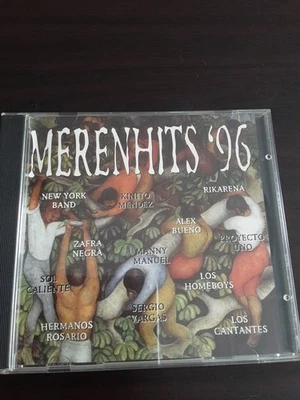 MERENHITS '96
NEW YORK
BAND
KINITO
MENDEZ
RIKARENA
ZAFRA
NEGRA
ALEX
BUENO
PROYECTO
UNO
MANNY
MANUEL
SOL
CALIENTE
LOS
HOMEBOYS
HERMANOS
ROSARIO
SERGIO
VARGAS
LOS
CANTANTES